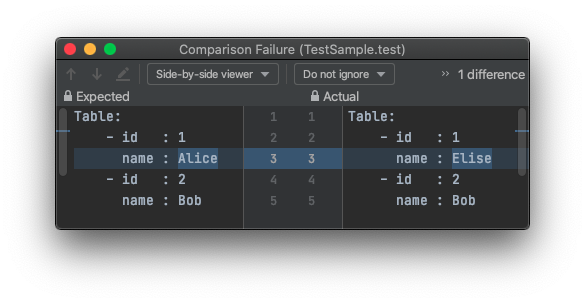 Comparison Failure (TestSample.test)
Side-by-side viewer Do not ignore » 1 difference
Expected Actual
Table: 1 1 Table:
- id : 1 2 2 - id : 1
name : Alice 3 3 name : Elise
- id : 2 4 4 - id : 2
name : Bob 5 5 name : Bob